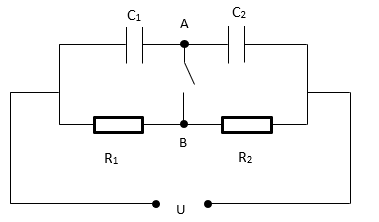 C₁ A C₂
R₁ B R₂
U